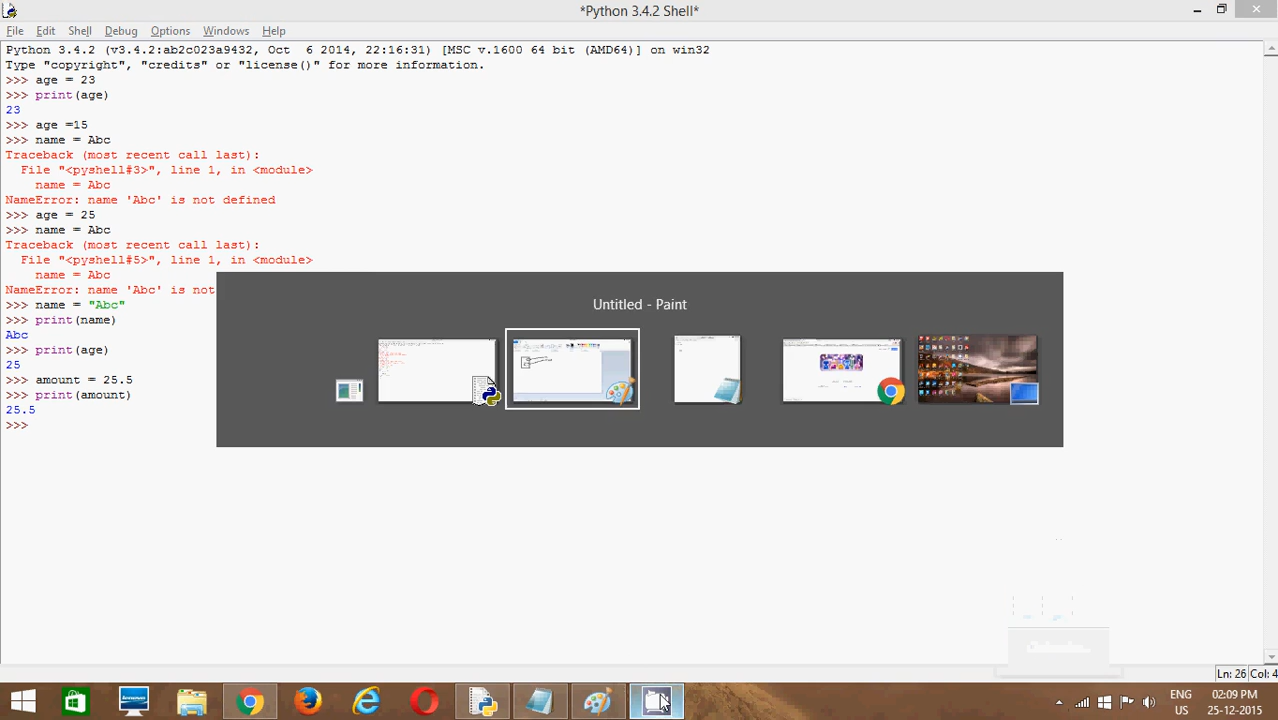 *Python 3.4.2 Shell*
File Edit Shell Debug Options Windows Help
Python 3.4.2 (v3.4.2:ab2c023a9432, Oct  6 2014, 22:16:31) [MSC v.1600 64 bit (AMD64)] on win32
Type "copyright", "credits" or "license()" for more information.
>>> age = 23
>>> print(age)
23
>>> age =15
>>> name = Abc
Traceback (most recent call last):
  File "<pyshell#3>", line 1, in <module>
    name = Abc
NameError: name 'Abc' is not defined
>>> age = 25
>>> name = Abc
Traceback (most recent call last):
  File "<pyshell#5>", line 1, in <module>
    name = Abc
NameError: name 'Abc' is not
>>> name = "Abc"
>>> print(name)
Abc
>>> print(age)
25
>>> amount = 25.5
>>> print(amount)
25.5
>>>
Untitled - Paint
Ln: 26 Col: 4
ENG
US
02:09 PM
25-12-2015